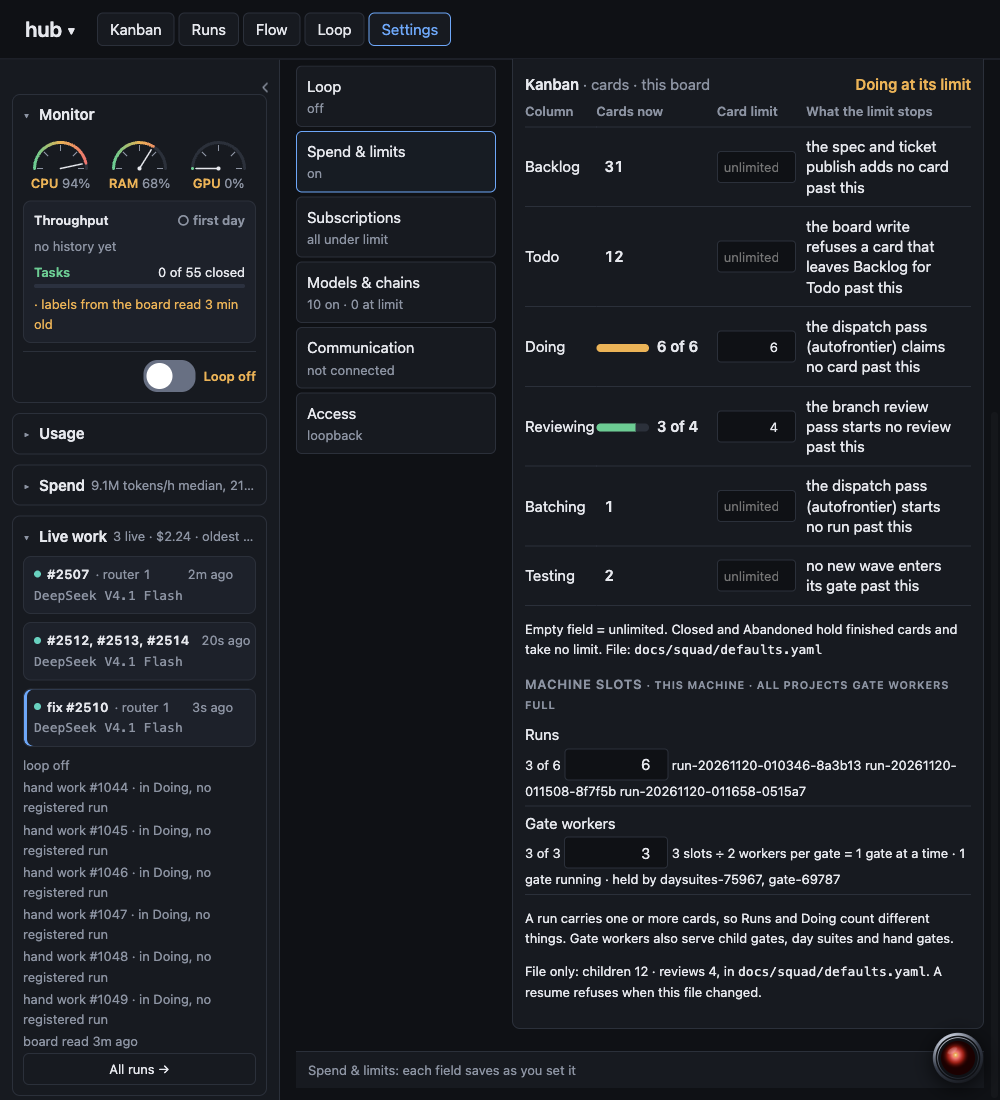 hub ▾ Kanban Runs Flow Loop Settings
‹
▾ Monitor
CPU 94% RAM 68% GPU 0%
Throughput ○ first day
no history yet
Tasks 0 of 55 closed
· labels from the board read 3 min
old
Loop off
▸ Usage
▸ Spend 9.1M tokens/h median, 21...
▾ Live work 3 live · $2.24 · oldest ...
#2507 · router 1 2m ago
DeepSeek V4.1 Flash
#2512, #2513, #2514 20s ago
DeepSeek V4.1 Flash
fix #2510 · router 1 3s ago
DeepSeek V4.1 Flash
loop off
hand work #1044 · in Doing, no
registered run
hand work #1045 · in Doing, no
registered run
hand work #1046 · in Doing, no
registered run
hand work #1047 · in Doing, no
registered run
hand work #1048 · in Doing, no
registered run
hand work #1049 · in Doing, no
registered run
board read 3m ago
All runs →
Loop
off
Spend & limits
on
Subscriptions
all under limit
Models & chains
10 on · 0 at limit
Communication
not connected
Access
loopback
Kanban · cards · this board Doing at its limit
Column Cards now Card limit What the limit stops
Backlog 31 unlimited the spec and ticket
publish adds no card
past this
Todo 12 unlimited the board write
refuses a card that
leaves Backlog for
Todo past this
Doing 6 of 6 6 the dispatch pass
(autofrontier) claims
no card past this
Reviewing 3 of 4 4 the branch review
pass starts no review
past this
Batching 1 unlimited the dispatch pass
(autofrontier) starts
no run past this
Testing 2 unlimited no new wave enters
its gate past this
Empty field = unlimited. Closed and Abandoned hold finished cards and
take no limit. File: docs/squad/defaults.yaml
MACHINE SLOTS · THIS MACHINE · ALL PROJECTS GATE WORKERS
FULL
Runs
3 of 6 6 run-20261120-010346-8a3b13 run-20261120-
011508-8f7f5b run-20261120-011658-0515a7
Gate workers
3 of 3 3 3 slots ÷ 2 workers per gate = 1 gate at a time · 1
gate running · held by daysuites-75967, gate-69787
A run carries one or more cards, so Runs and Doing count different
things. Gate workers also serve child gates, day suites and hand gates.
File only: children 12 · reviews 4, in docs/squad/defaults.yaml. A
resume refuses when this file changed.
Spend & limits: each field saves as you set it